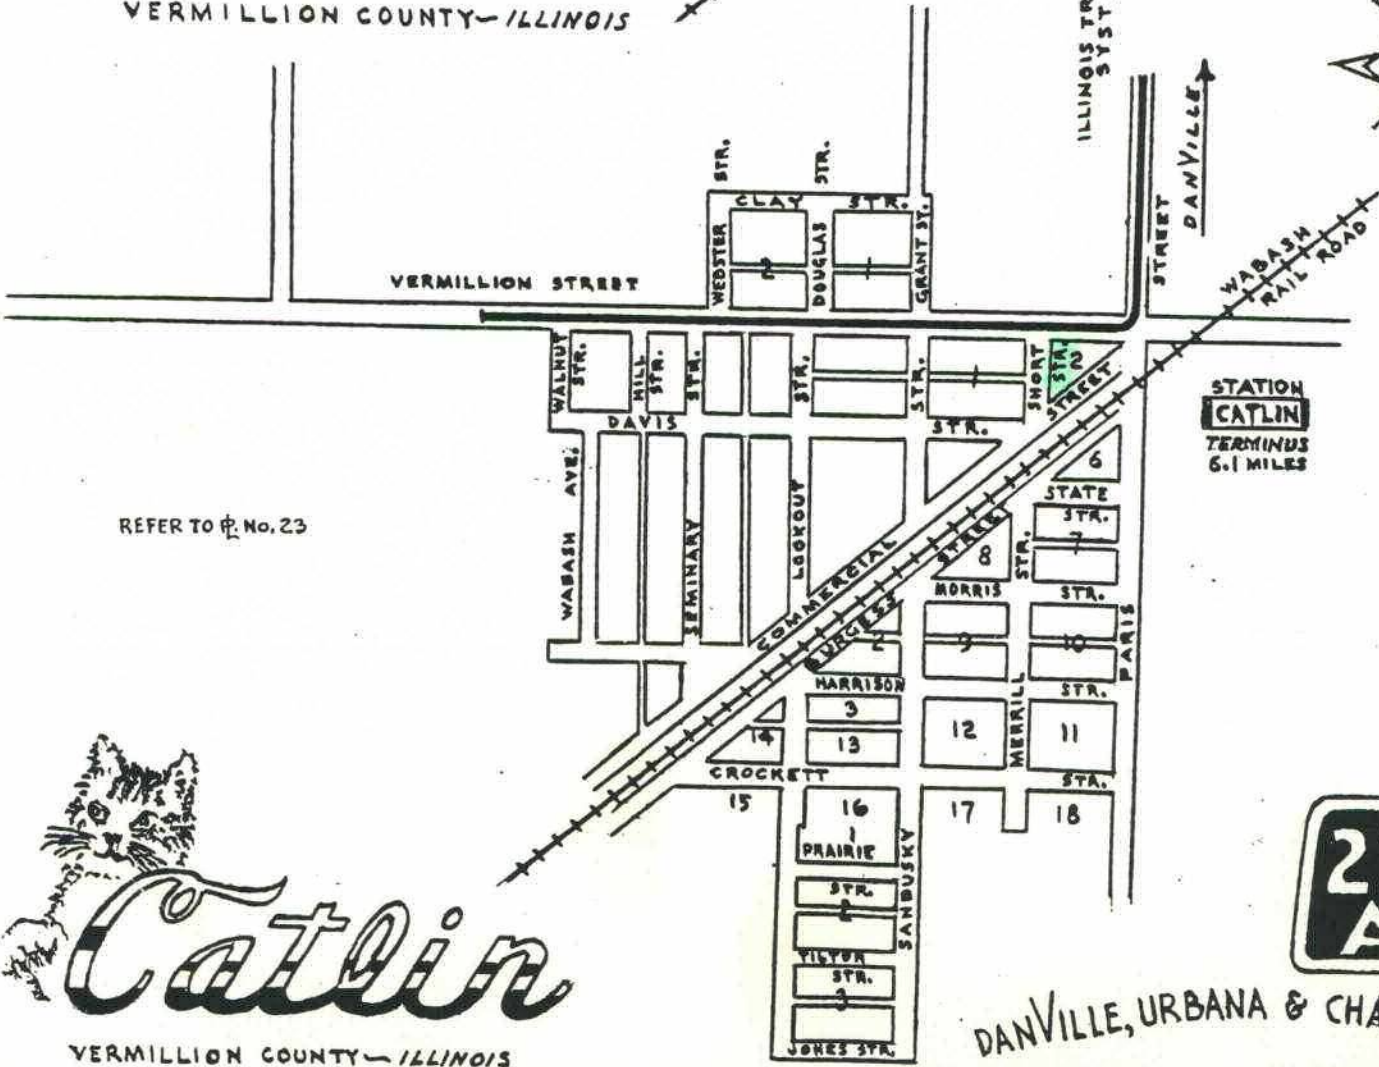 VERMILLION COUNTY~ILLINOIS
ILLINOIS TR
SYST
DANVILLE
STREET
WABASH
RAIL ROAD
STR.
STR.
CLAY STR.
WEBSTER
2
DOUGLAS
1
GRANT ST.
VERMILLION STREET
WALNUT
STR.
HILL
STR.
STR.
STR.
STR.
1
SHORT
STR.
2
STREET
STATION
CATLIN
TERMINUS
6.1 MILES
DAVIS
STR.
6
STATE
STR.
7
WABASH AVE.
SEMINARY
LOOKOUT
REFER TO ℄ No. 23
COMMERCIAL
STREET
BURGESS
8
STR.
MORRIS
STR.
2
9
10
PARIS
HARRISON
STR.
3
MERRILL
12
11
14
13
CROCKETT
STR.
15
16
17
18
1
PRAIRIE
STR.
2
SANDUSKY
TILTON
STR.
3
JONES STR.
2
A
Catlin
VERMILLION COUNTY~ILLINOIS
DANVILLE, URBANA & CHA